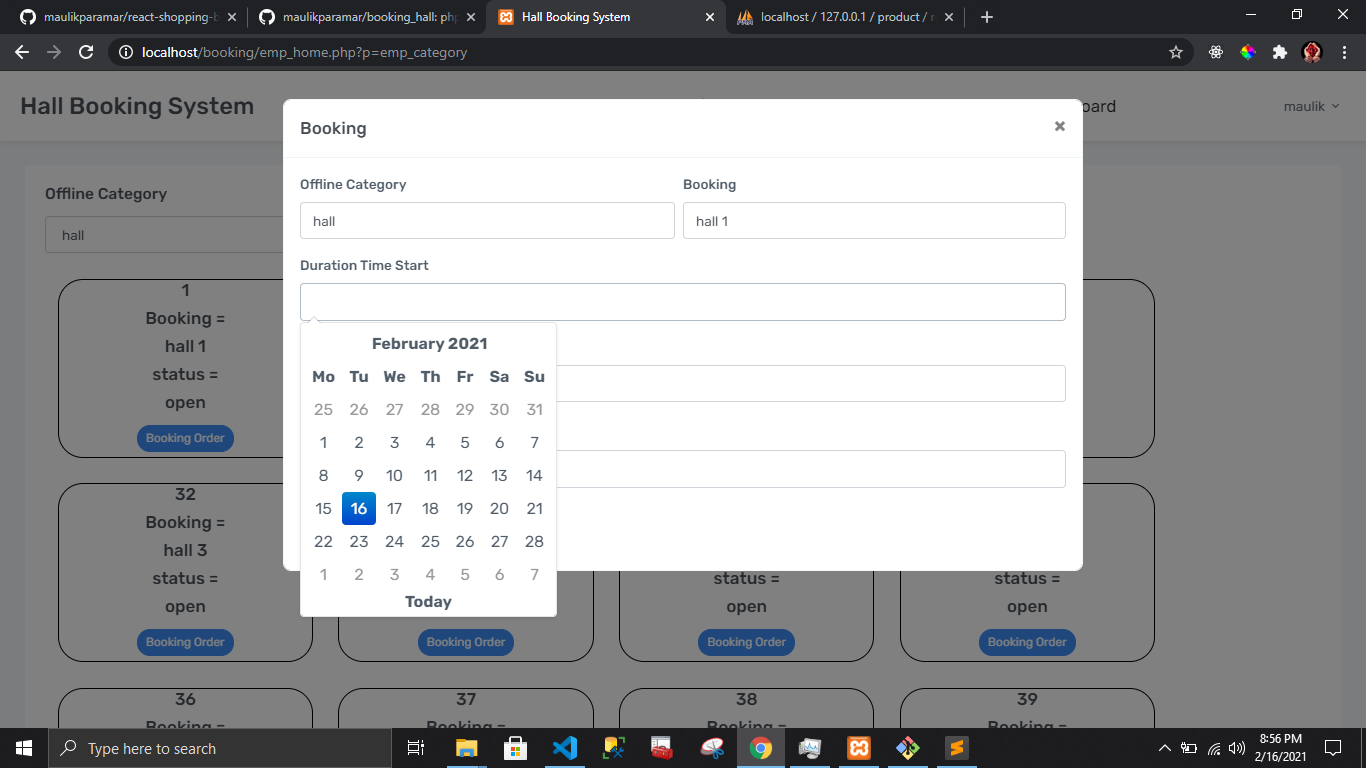 maulikparamar/react-shopping-b
maulikparamar/booking_hall: php
Hall Booking System
localhost / 127.0.0.1 / product /
localhost/booking/emp_home.php?p=emp_category
Hall Booking System
oard
maulik
Booking
×
Offline Category
Booking
hall
hall 1
Duration Time Start
February 2021
Mo Tu We Th Fr Sa Su
25 26 27 28 29 30 31
1 2 3 4 5 6 7
8 9 10 11 12 13 14
15 16 17 18 19 20 21
22 23 24 25 26 27 28
1 2 3 4 5 6 7
Today
Offline Category
hall
1
Booking =
hall 1
status =
open
Booking Order
32
Booking =
hall 3
status =
open
Booking Order
open
Booking Order
status =
open
Booking Order
status =
open
Booking Order
36
Booking =
37
Booking =
38
Booking =
39
Booking =
Type here to search
8:56 PM
2/16/2021